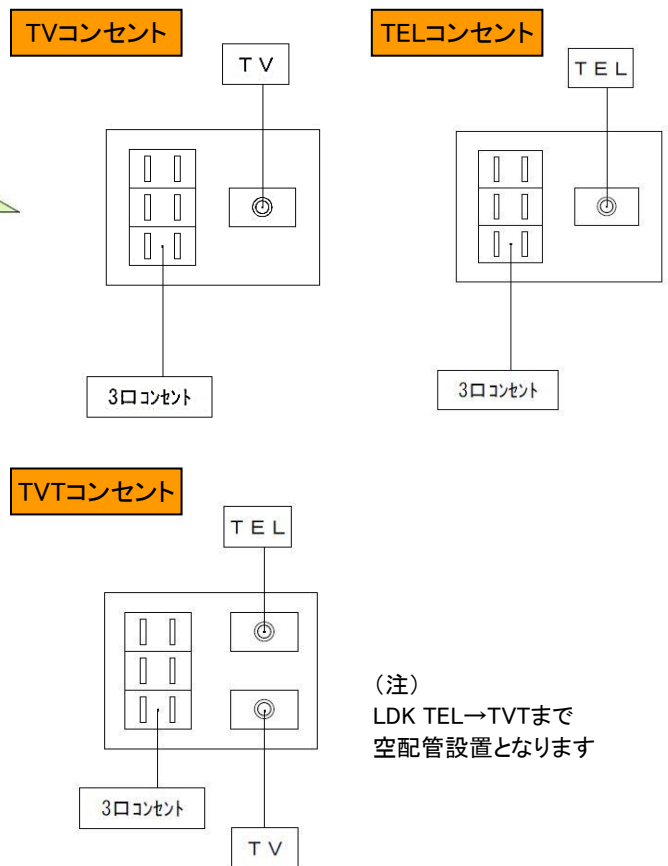 TVコンセント
TELコンセント
ＴＶ
ＴＥＬ
3口コンセント
3口コンセント
TVTコンセント
ＴＥＬ
（注）
LDK TEL→TVTまで
空配管設置となります
3口コンセント
ＴＶ